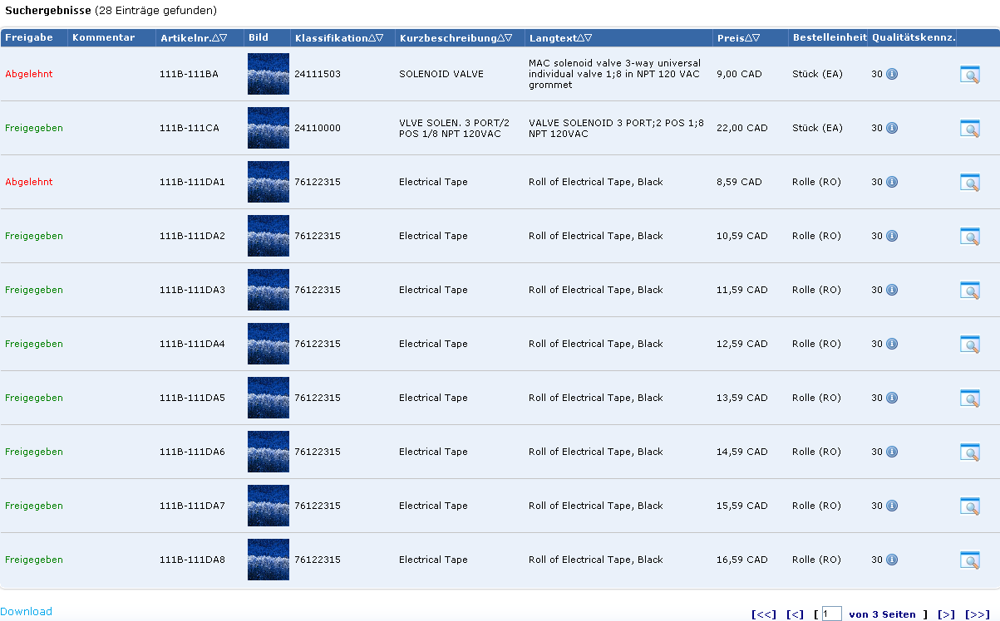 Suchergebnisse (28 Einträge gefunden)
Freigabe Kommentar Artikelnr.△▽ Bild Klassifikation△▽ Kurzbeschreibung△▽ Langtext△▽ Preis△▽ Bestelleinheit Qualitätskennz.
Abgelehnt 111B-111BA 24111503 SOLENOID VALVE MAC solenoid valve 3-way universal
individual valve 1;8 in NPT 120 VAC
grommet 9,00 CAD Stück (EA) 30
Freigegeben 111B-111CA 24110000 VLVE SOLEN. 3 PORT/2
POS 1/8 NPT 120VAC VALVE SOLENOID 3 PORT;2 POS 1;8
NPT 120VAC 22,00 CAD Stück (EA) 30
Abgelehnt 111B-111DA1 76122315 Electrical Tape Roll of Electrical Tape, Black 8,59 CAD Rolle (RO) 30
Freigegeben 111B-111DA2 76122315 Electrical Tape Roll of Electrical Tape, Black 10,59 CAD Rolle (RO) 30
Freigegeben 111B-111DA3 76122315 Electrical Tape Roll of Electrical Tape, Black 11,59 CAD Rolle (RO) 30
Freigegeben 111B-111DA4 76122315 Electrical Tape Roll of Electrical Tape, Black 12,59 CAD Rolle (RO) 30
Freigegeben 111B-111DA5 76122315 Electrical Tape Roll of Electrical Tape, Black 13,59 CAD Rolle (RO) 30
Freigegeben 111B-111DA6 76122315 Electrical Tape Roll of Electrical Tape, Black 14,59 CAD Rolle (RO) 30
Freigegeben 111B-111DA7 76122315 Electrical Tape Roll of Electrical Tape, Black 15,59 CAD Rolle (RO) 30
Freigegeben 111B-111DA8 76122315 Electrical Tape Roll of Electrical Tape, Black 16,59 CAD Rolle (RO) 30
Download [<<] [<] [ 1 von 3 Seiten ] [>] [>>]